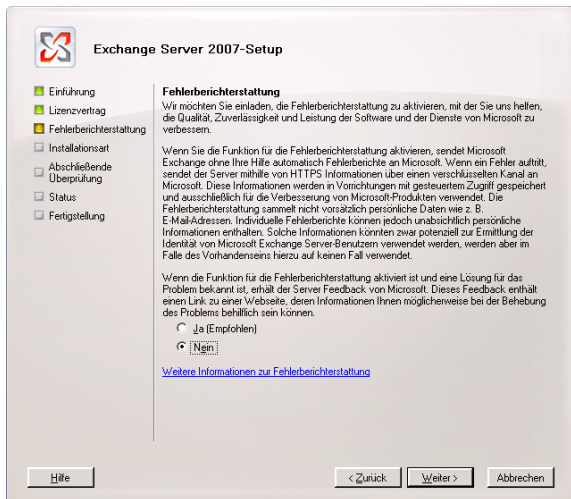 Exchange Server 2007-Setup
Einführung
Lizenzvertrag
Fehlerberichterstattung
Installationsart
Abschließende
Überprüfung
Status
Fertigstellung
Fehlerberichterstattung
Wir möchten Sie einladen, die Fehlerberichterstattung zu aktivieren, mit der Sie uns helfen,
die Qualität, Zuverlässigkeit und Leistung der Software und der Dienste von Microsoft zu
verbessern.
Wenn Sie die Funktion für die Fehlerberichterstattung aktivieren, sendet Microsoft
Exchange ohne Ihre Hilfe automatisch Fehlerberichte an Microsoft. Wenn ein Fehler auftritt,
sendet der Server mithilfe von HTTPS Informationen über einen verschlüsselten Kanal an
Microsoft. Diese Informationen werden in Vorrichtungen mit gesteuertem Zugriff gespeichert
und ausschließlich für die Verbesserung von Microsoft-Produkten verwendet. Die
Fehlerberichterstattung sammelt nicht vorsätzlich persönliche Daten wie z. B.
E-Mail-Adressen. Individuelle Fehlerberichte können jedoch unabsichtlich persönliche
Informationen enthalten. Solche Informationen könnten zwar potenziell zur Ermittlung der
Identität von Microsoft Exchange Server-Benutzern verwendet werden, werden aber im
Falle des Vorhandenseins hierzu auf keinen Fall verwendet.
Wenn die Funktion für die Fehlerberichterstattung aktiviert ist und eine Lösung für das
Problem bekannt ist, erhält der Server Feedback von Microsoft. Dieses Feedback enthält
einen Link zu einer Webseite, deren Informationen Ihnen möglicherweise bei der Behebung
des Problems behilflich sein können.
Ja (Empfohlen)
Nein
Weitere Informationen zur Fehlerberichterstattung
Hilfe
< Zurück
Weiter >
Abbrechen